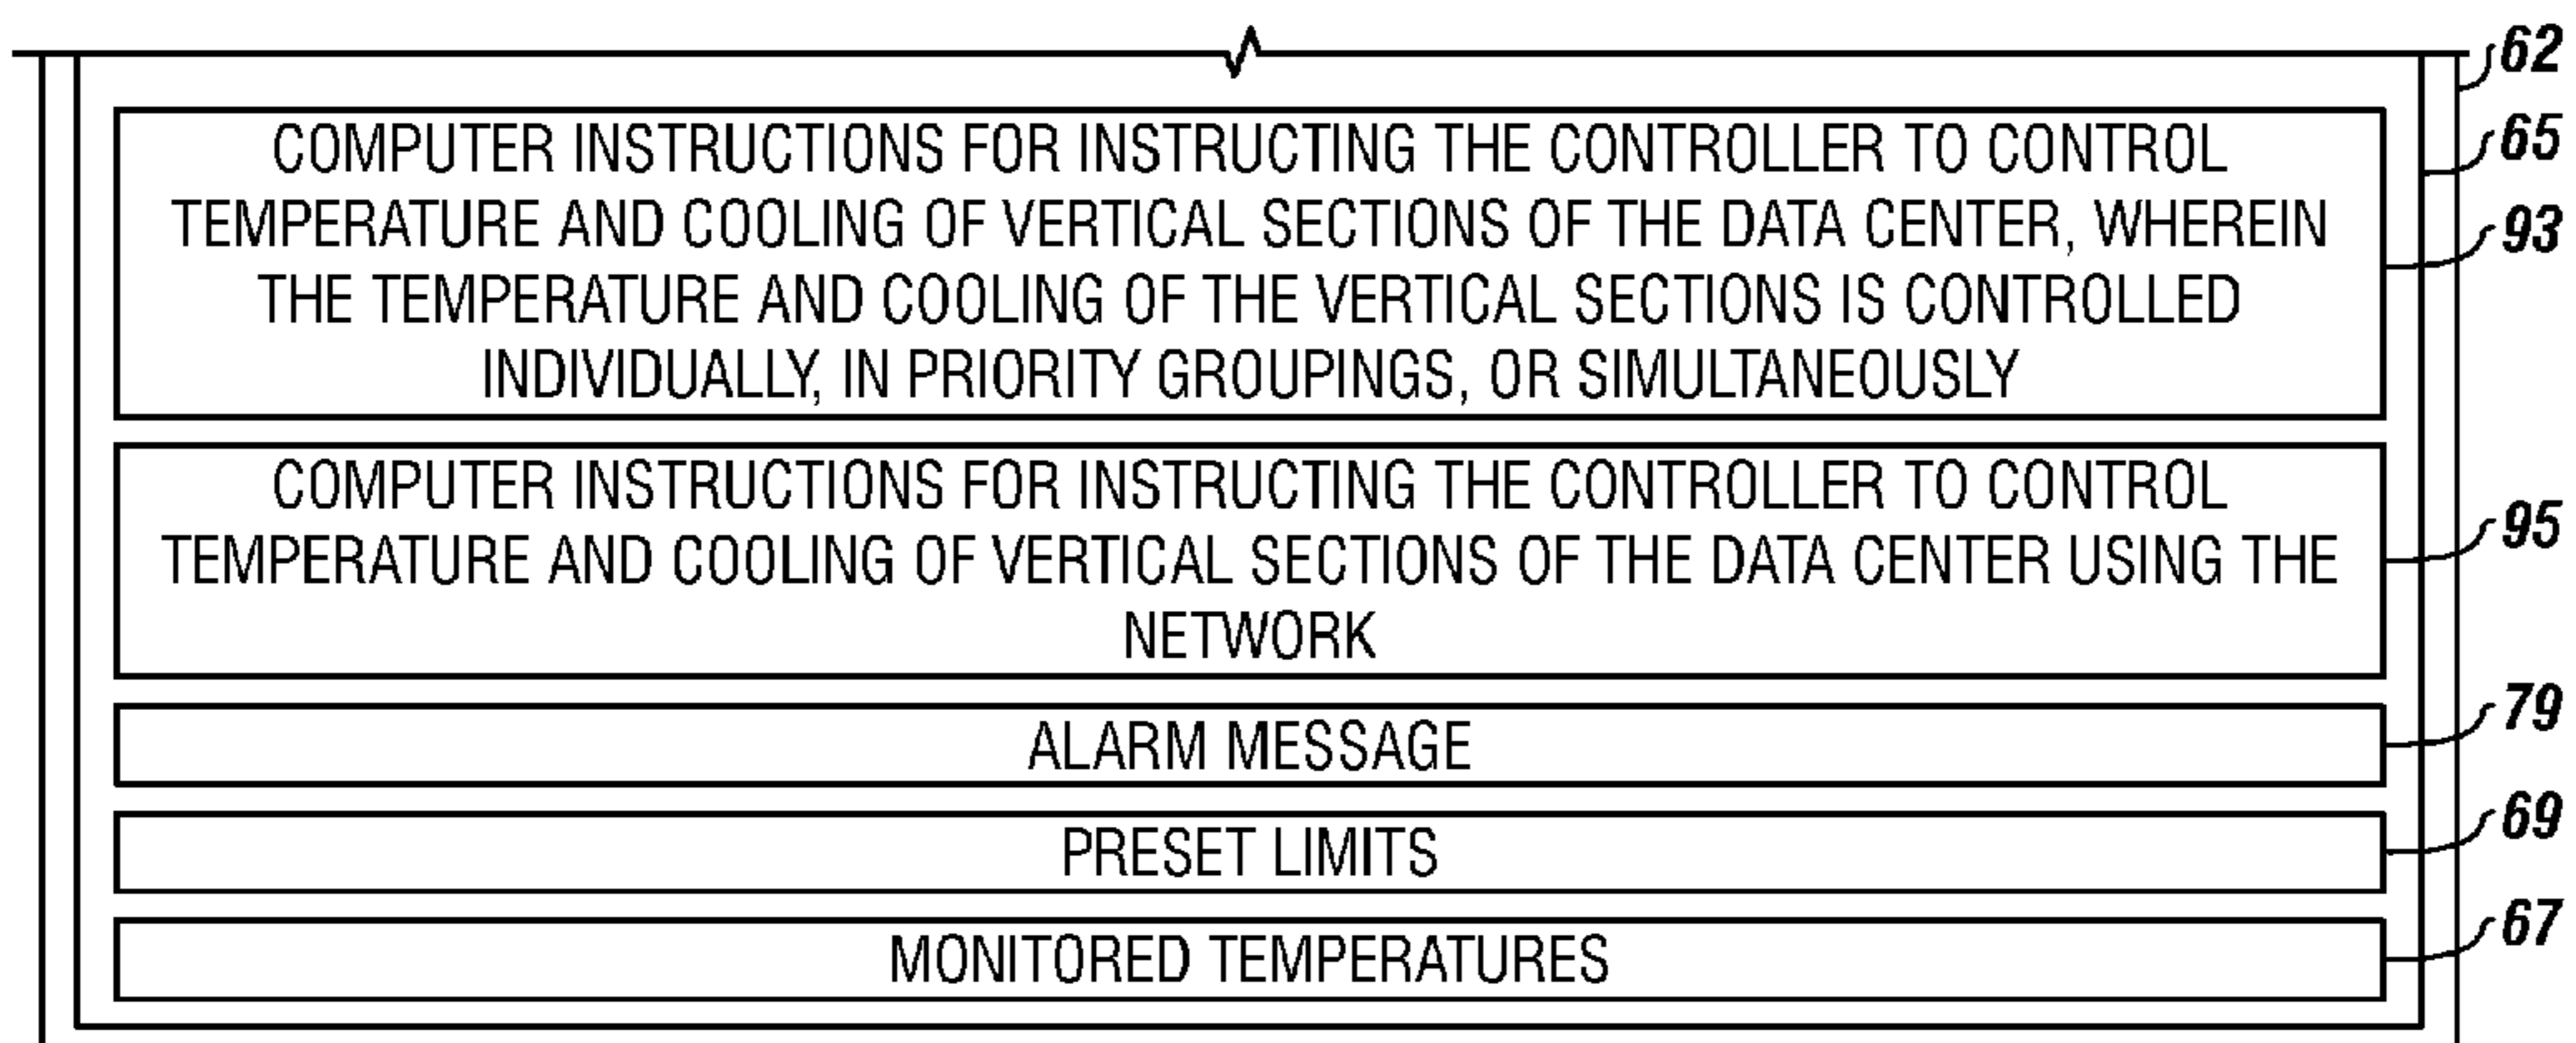 62
65
COMPUTER INSTRUCTIONS FOR INSTRUCTING THE CONTROLLER TO CONTROL
TEMPERATURE AND COOLING OF VERTICAL SECTIONS OF THE DATA CENTER, WHEREIN
THE TEMPERATURE AND COOLING OF THE VERTICAL SECTIONS IS CONTROLLED
INDIVIDUALLY, IN PRIORITY GROUPINGS, OR SIMULTANEOUSLY
93
COMPUTER INSTRUCTIONS FOR INSTRUCTING THE CONTROLLER TO CONTROL
TEMPERATURE AND COOLING OF VERTICAL SECTIONS OF THE DATA CENTER USING THE
NETWORK
95
ALARM MESSAGE
79
PRESET LIMITS
69
MONITORED TEMPERATURES
67